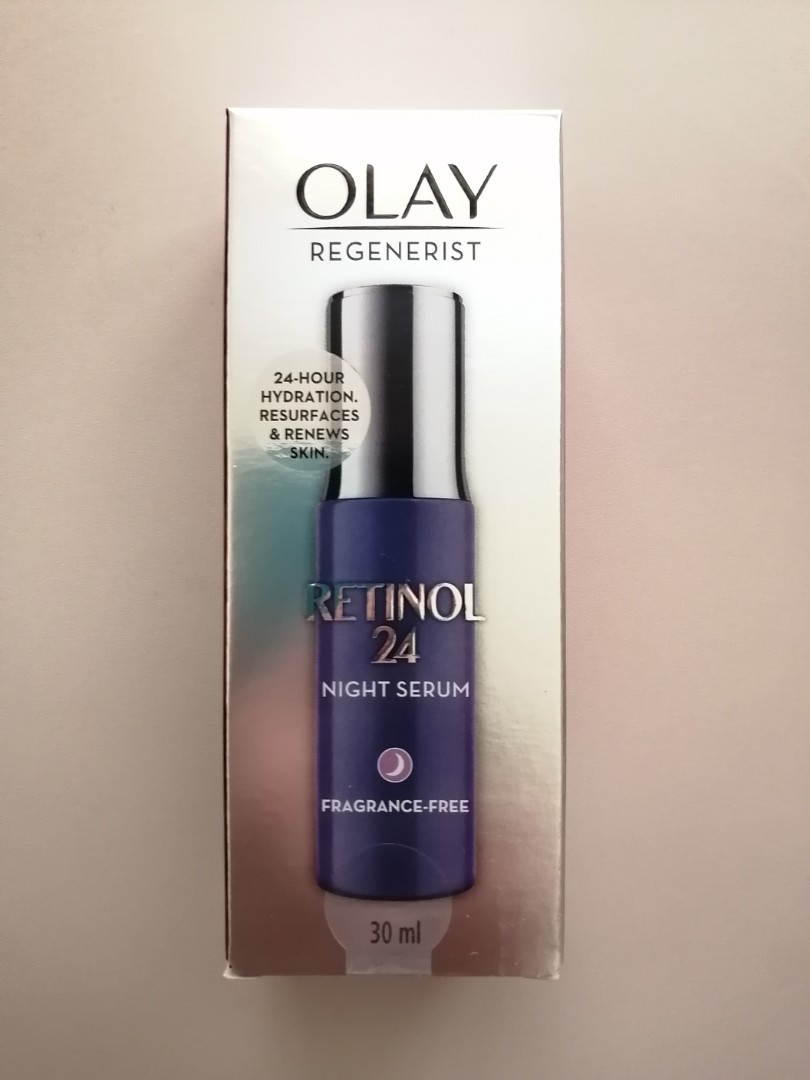 OLAY
REGENERIST
24-HOUR
HYDRATION.
RESURFACES
& RENEWS
SKIN.
RETINOL
24
NIGHT SERUM
FRAGRANCE-FREE
30 ml